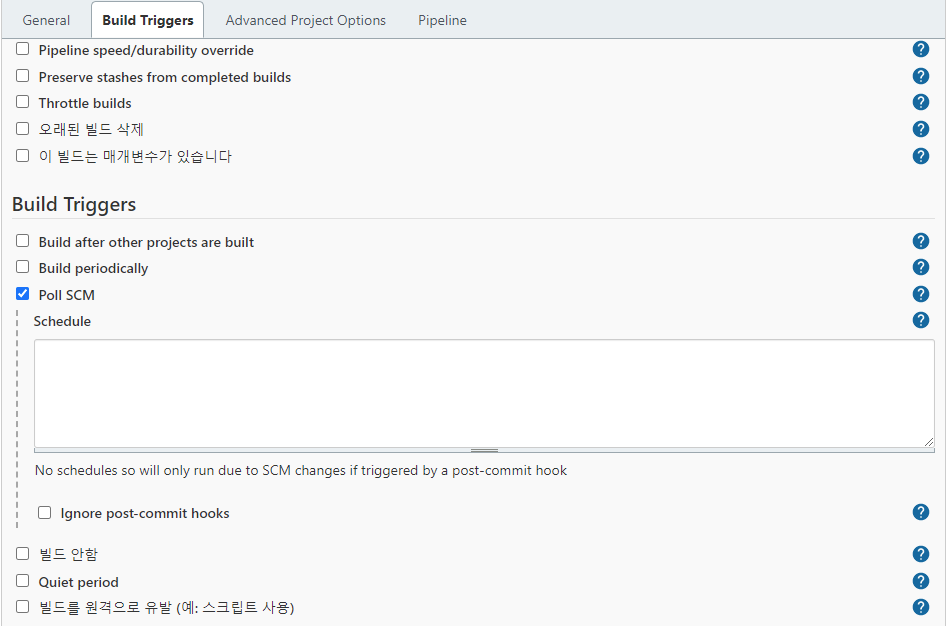 General Build Triggers Advanced Project Options Pipeline
Pipeline speed/durability override ?
Preserve stashes from completed builds ?
Throttle builds ?
오래된 빌드 삭제 ?
이 빌드는 매개변수가 있습니다 ?
Build Triggers
Build after other projects are built ?
Build periodically ?
Poll SCM ?
Schedule ?
No schedules so will only run due to SCM changes if triggered by a post-commit hook
Ignore post-commit hooks ?
빌드 안함 ?
Quiet period ?
빌드를 원격으로 유발 (예: 스크립트 사용) ?